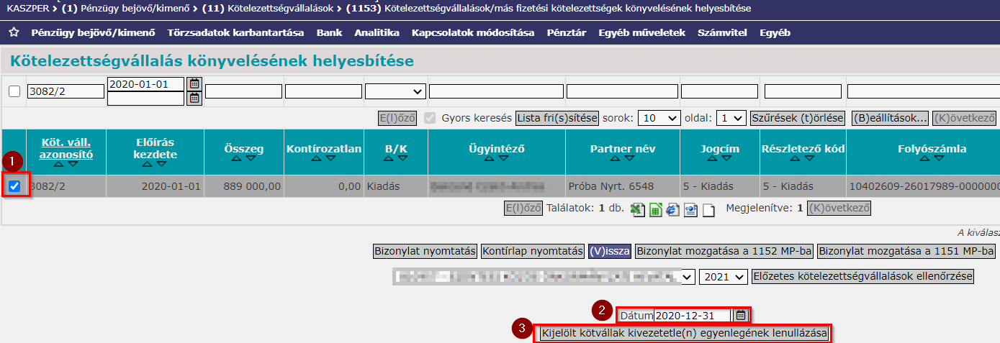 KASZPER > (1) Pénzügy bejövő/kimenő > (11) Kötelezettségvállalások > (1153) Kötelezettségvállalások/más fizetési kötelezettségek könyvelésének helyesbítése
Pénzügy bejövő/kimenő Törzsadatok karbantartása Bank Analitika Kapcsolatok módosítása Pénztár Egyéb műveletek Számvitel Egyéb
Kötelezettségvállalás könyvelésének helyesbítése
3082/2 2020-01-01
E(l)őző Gyors keresés Lista fri(s)sítése sorok: 10 oldal: 1 Szűrések (t)örlése (B)eállítások... (K)övetkező
Köt. váll. azonosító Előírás kezdete Összeg Kontírozatlan B/K Ügyintéző Partner név Jogcím Részletező kód Folyószámla
1
3082/2 2020-01-01 889 000,00 0,00 Kiadás Próba Nyrt. 6548 5 - Kiadás 5 - Kiadás 10402609-26017989-0000000
E(l)őző Találatok: 1 db. Megjelenítve: 1 (K)övetkező
A kiválasz
Bizonylat nyomtatás Kontírlap nyomtatás (V)issza Bizonylat mozgatása a 1152 MP-ba Bizonylat mozgatása a 1151 MP-ba
2021 Előzetes kötelezettségvállalások ellenőrzése
2 Dátum 2020-12-31
3 Kijelölt kötvállak kivezetetle(n) egyenlegének lenullázása